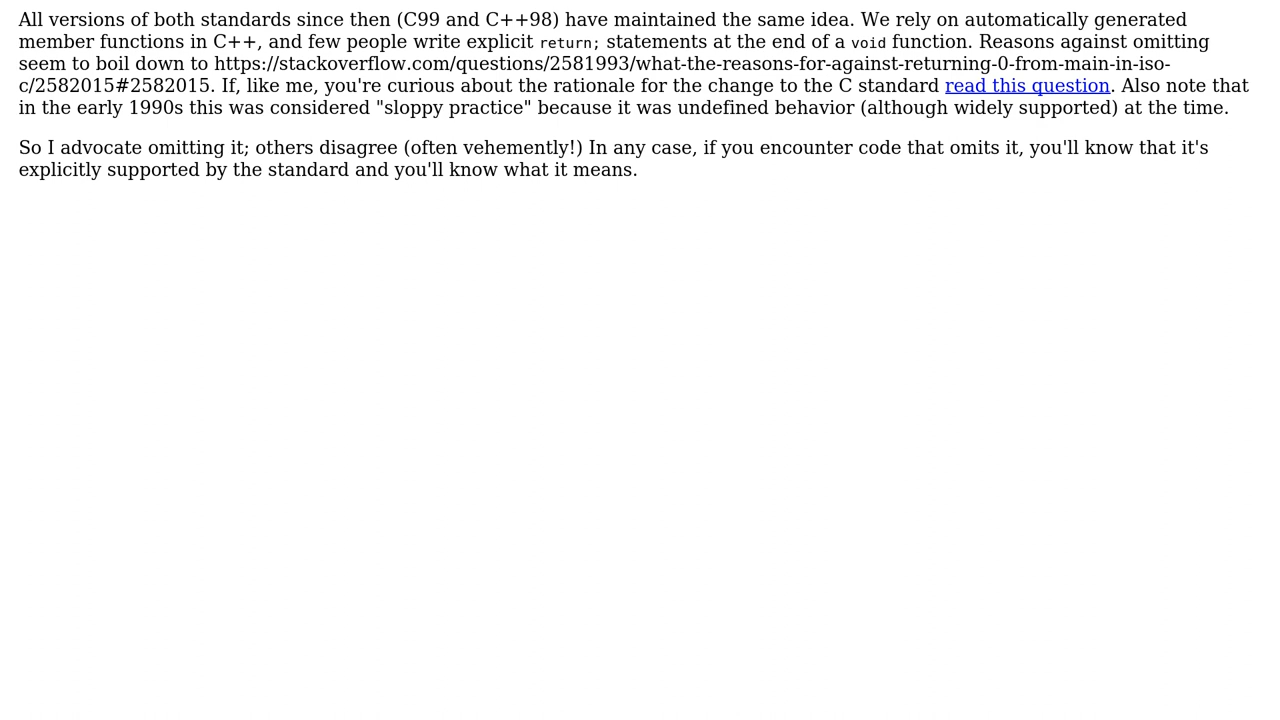 All versions of both standards since then (C99 and C++98) have maintained the same idea. We rely on automatically generated
member functions in C++, and few people write explicit return; statements at the end of a void function. Reasons against omitting
seem to boil down to https://stackoverflow.com/questions/2581993/what-the-reasons-for-against-returning-0-from-main-in-iso-
c/2582015#2582015. If, like me, you're curious about the rationale for the change to the C standard read this question. Also note that
in the early 1990s this was considered "sloppy practice" because it was undefined behavior (although widely supported) at the time.
So I advocate omitting it; others disagree (often vehemently!) In any case, if you encounter code that omits it, you'll know that it's
explicitly supported by the standard and you'll know what it means.